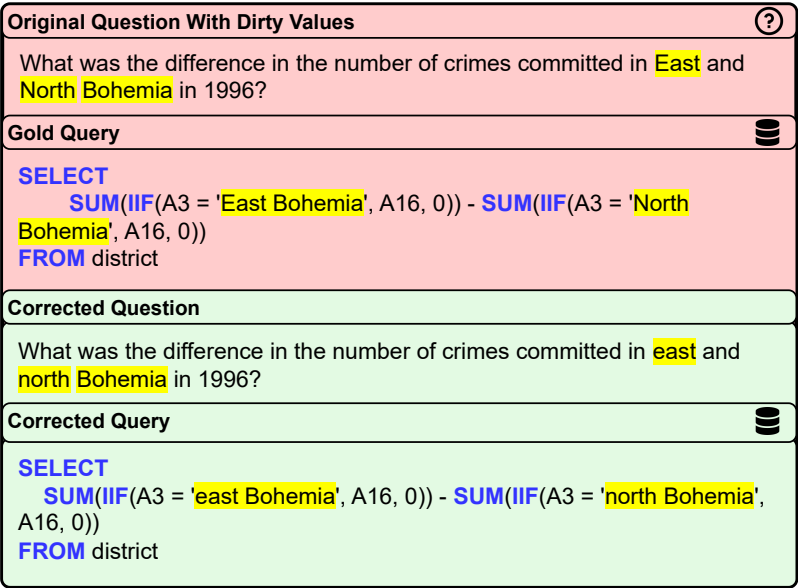 Original Question With Dirty Values
?
What was the difference in the number of crimes committed in East and
North Bohemia in 1996?
Gold Query
SELECT
SUM(IIF(A3 = 'East Bohemia', A16, 0)) - SUM(IIF(A3 = 'North
Bohemia', A16, 0))
FROM district
Corrected Question
What was the difference in the number of crimes committed in east and
north Bohemia in 1996?
Corrected Query
SELECT
SUM(IIF(A3 = 'east Bohemia', A16, 0)) - SUM(IIF(A3 = 'north Bohemia',
A16, 0))
FROM district